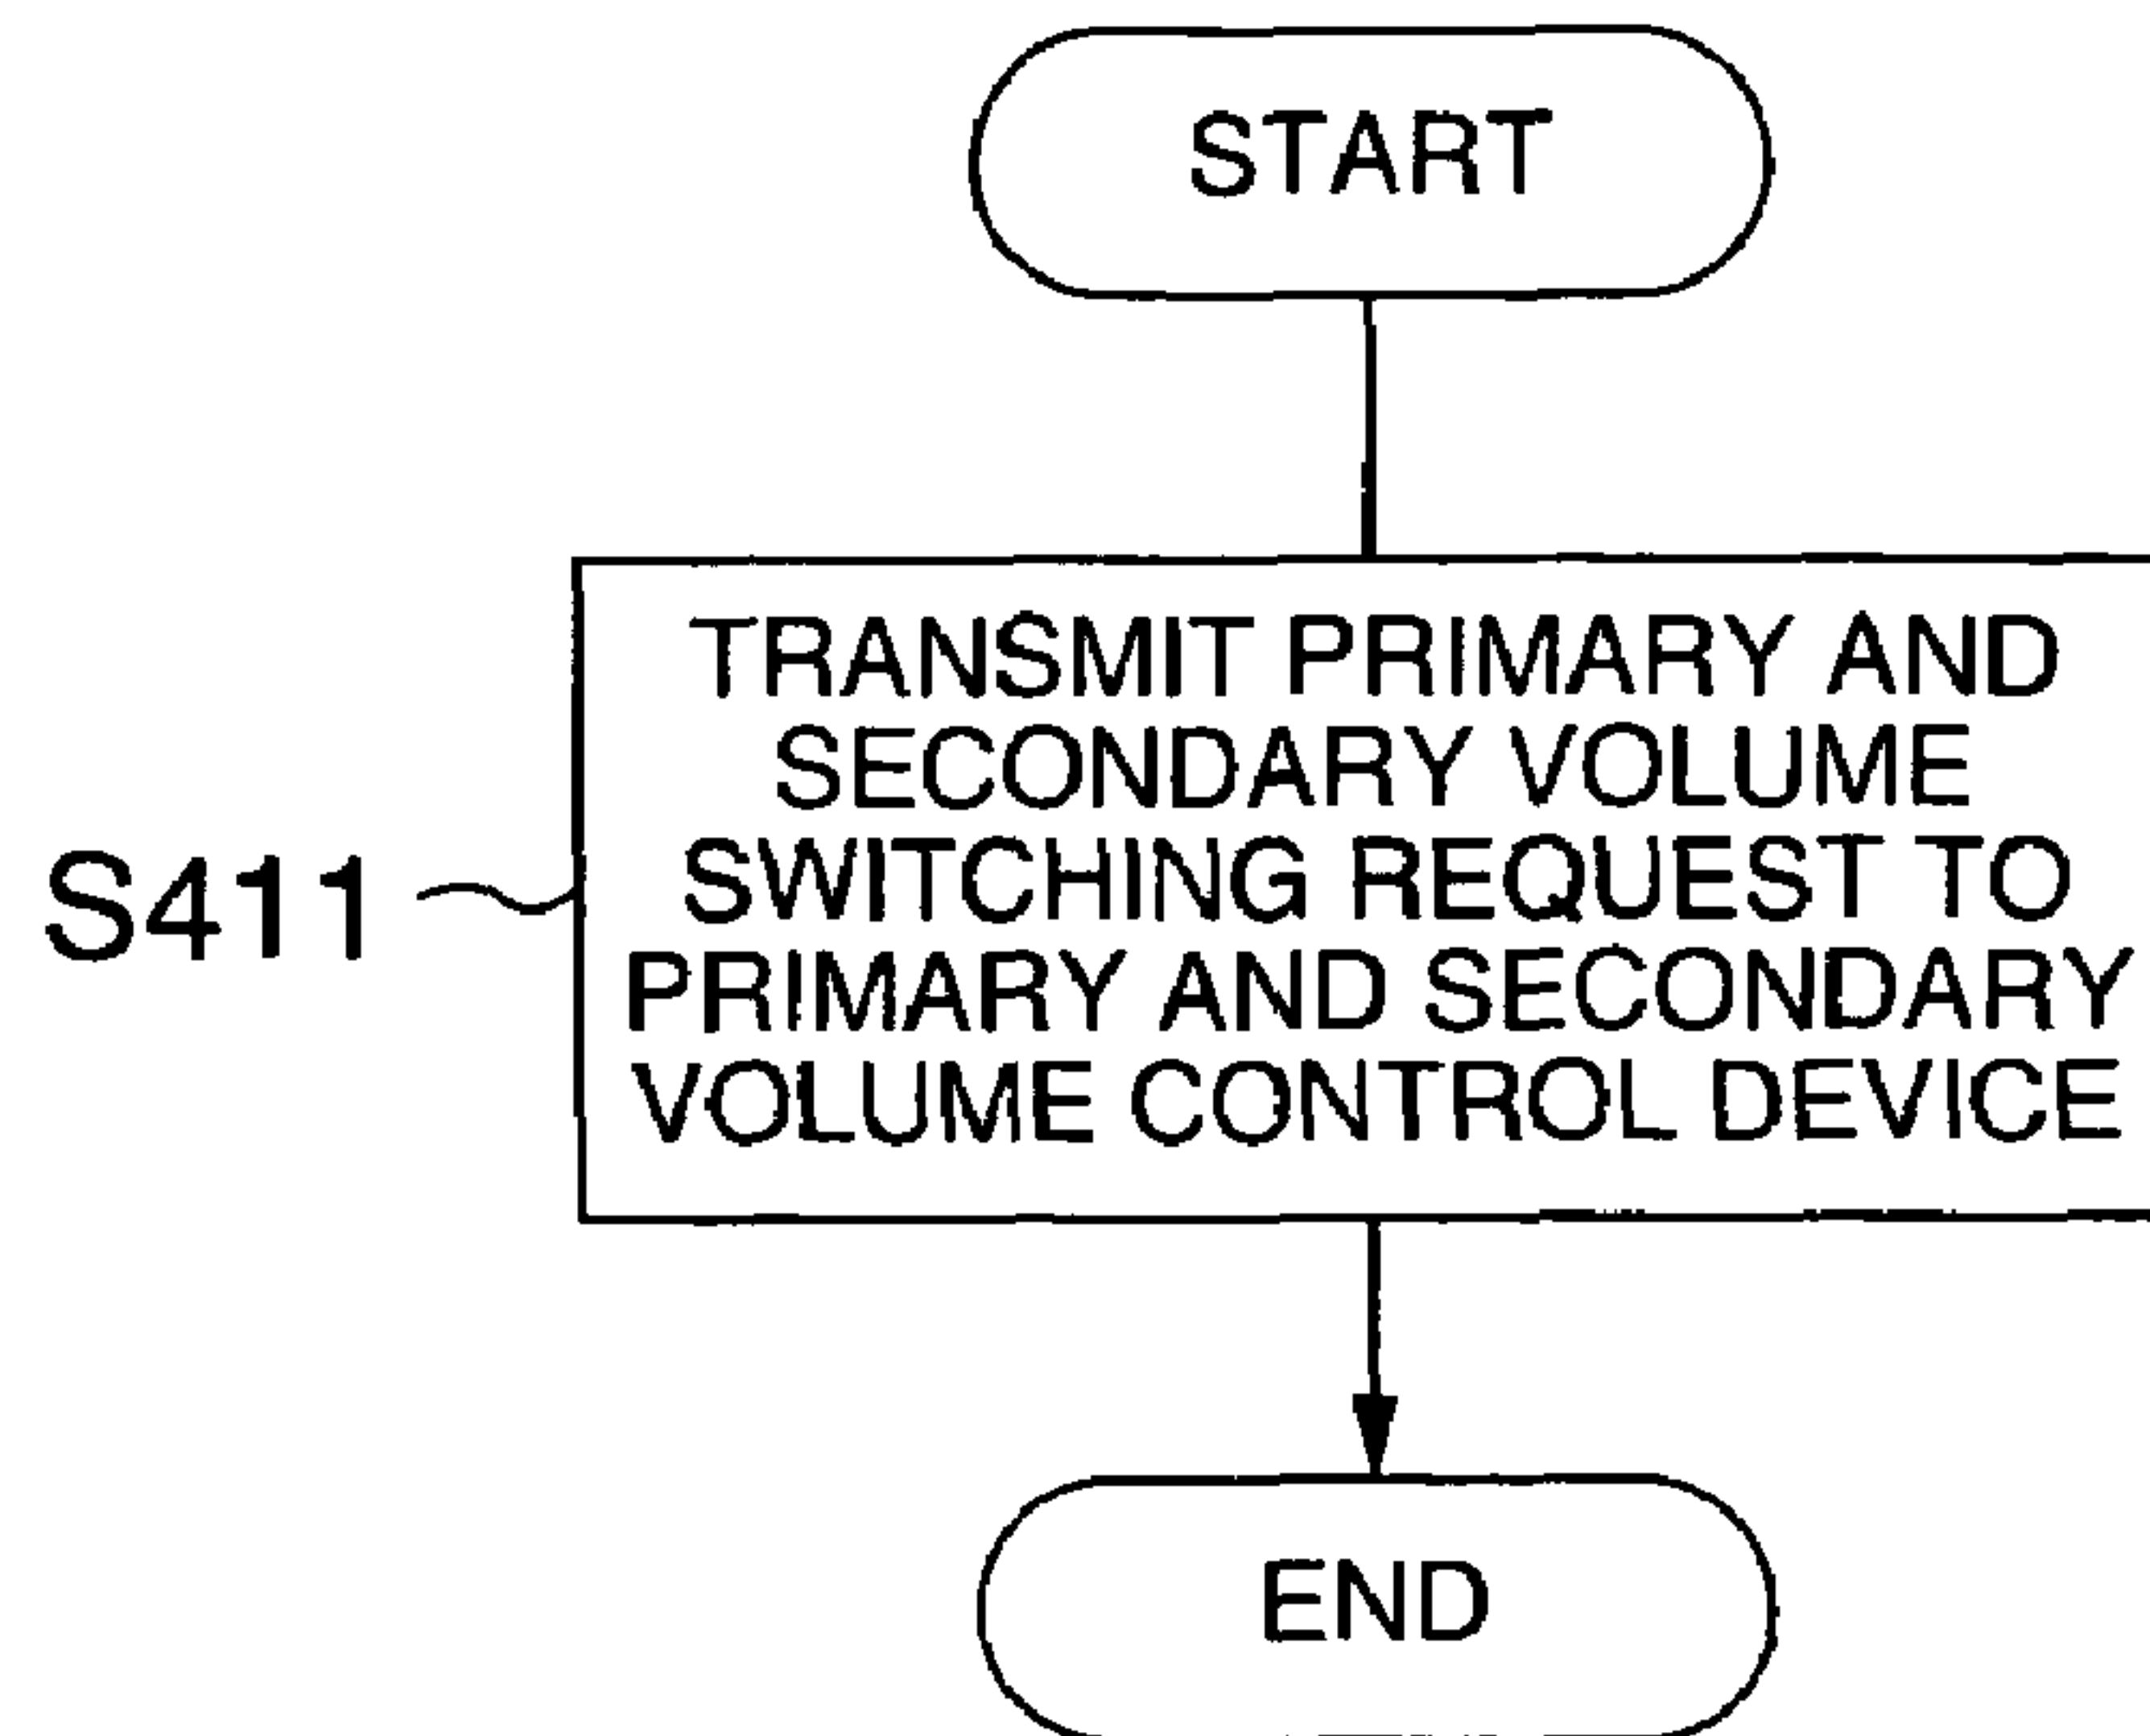 START
TRANSMIT PRIMARY AND
SECONDARY VOLUME
SWITCHING REQUEST TO
PRIMARY AND SECONDARY
VOLUME CONTROL DEVICE
S411
END